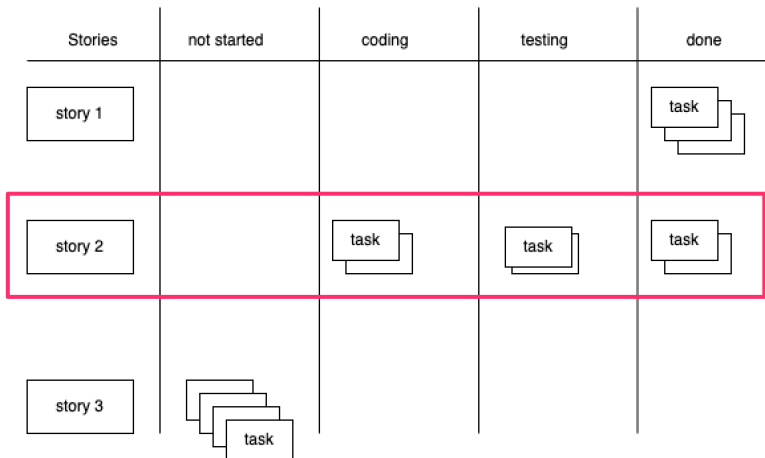 Stories not started coding testing done
story 1 task
story 2 task task task
story 3 task